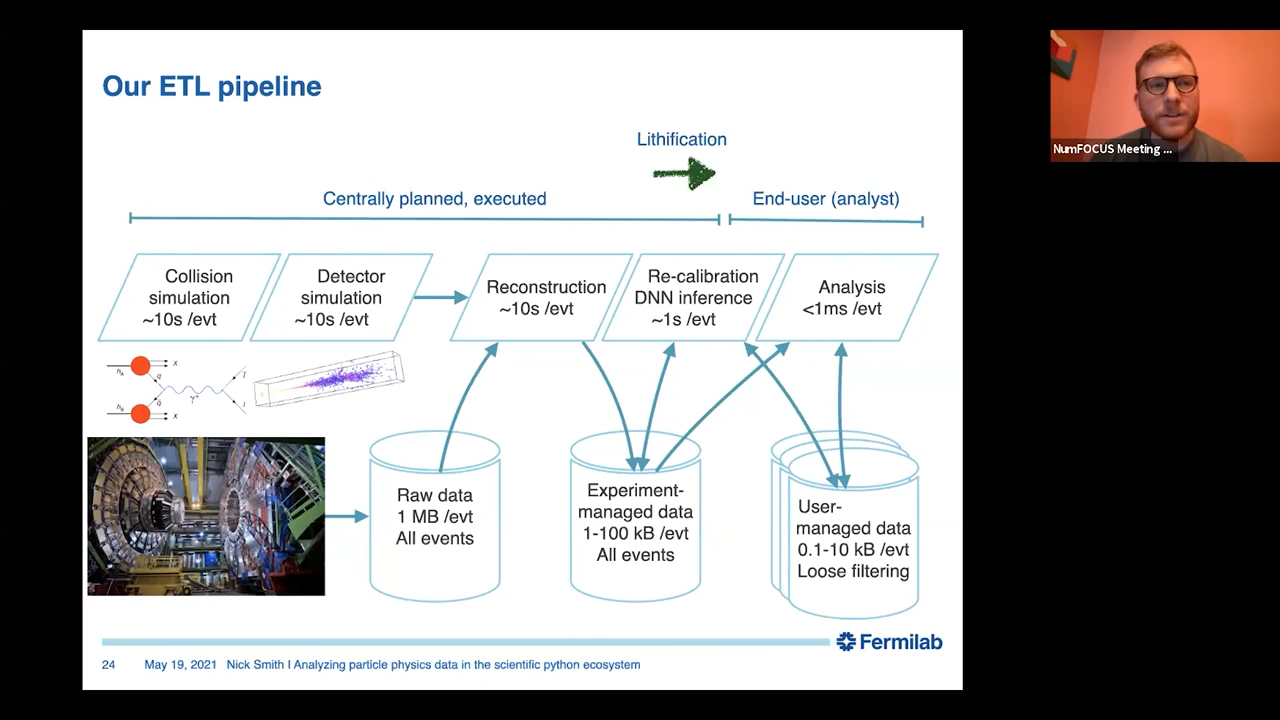 Our ETL pipeline
Lithification
Centrally planned, executed
End-user (analyst)
Collision
simulation
~10s /evt
Detector
simulation
~10s /evt
Reconstruction
~10s /evt
Re-calibration
DNN inference
~1s /evt
Analysis
<1ms /evt
Raw data
1 MB /evt
All events
Experiment-
managed data
1-100 kB /evt
All events
User-
managed data
0.1-10 kB /evt
Loose filtering
Fermilab
24 May 19, 2021 Nick Smith I Analyzing particle physics data in the scientific python ecosystem
NumFOCUS Meeting ...